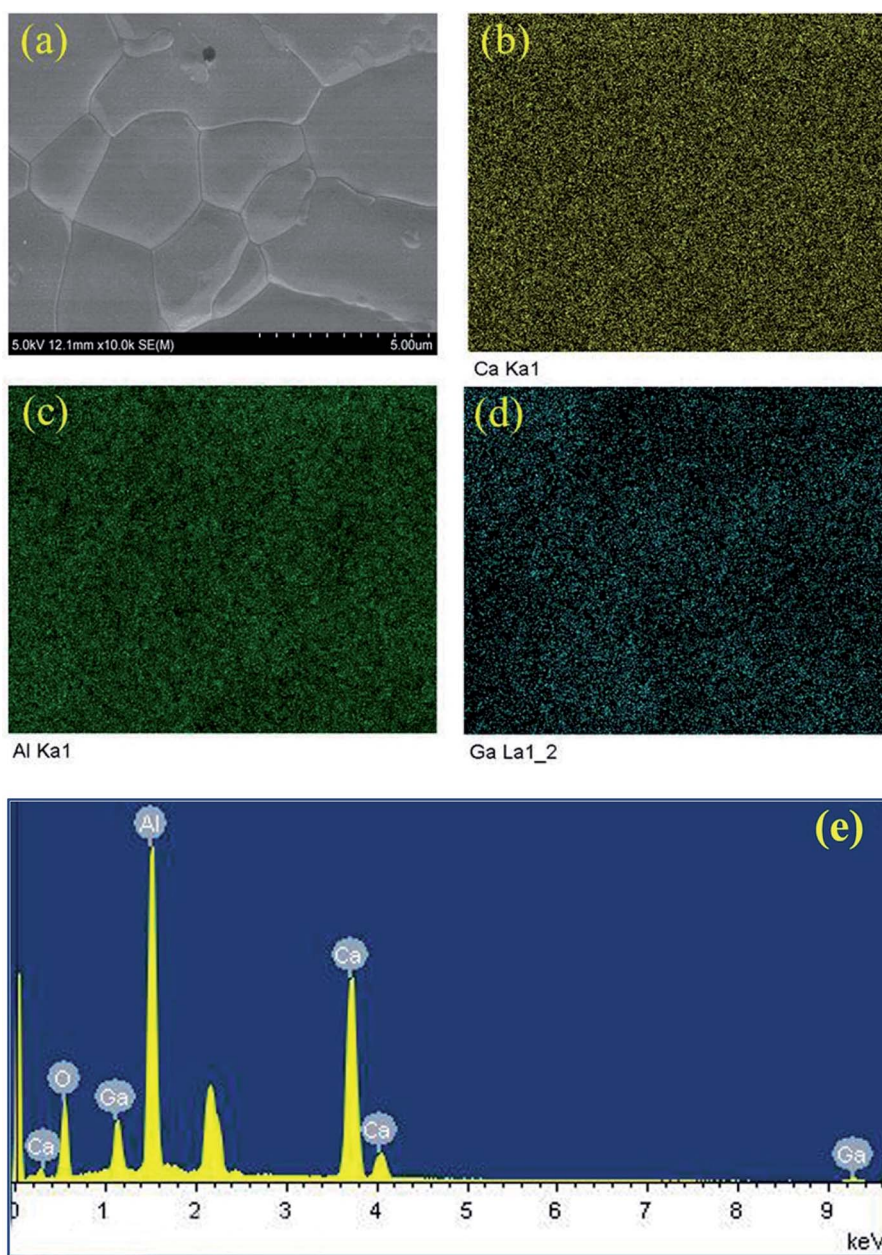 (a)
(b)
5.0kV 12.1mm x10.0k SE(M)
5.00um
Ca Ka1
(c)
(d)
Al Ka1
Ga La1_2
(e)
Al
Ca
O
Ga
Ca
Ca
Ga
0 1 2 3 4 5 6 7 8 9
keV